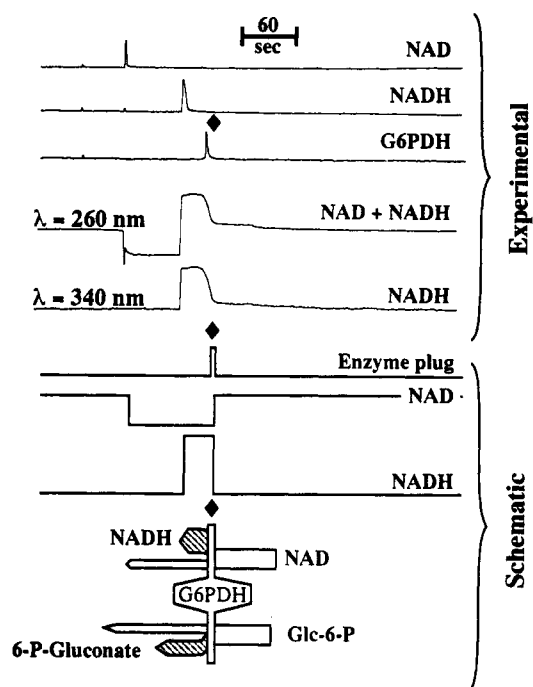 60
sec
NAD
NADH
G6PDH
λ = 260 nm
NAD + NADH
λ = 340 nm
NADH
Experimental
Enzyme plug
NAD
NADH
NADH
NAD
G6PDH
Glc-6-P
6-P-Gluconate
Schematic